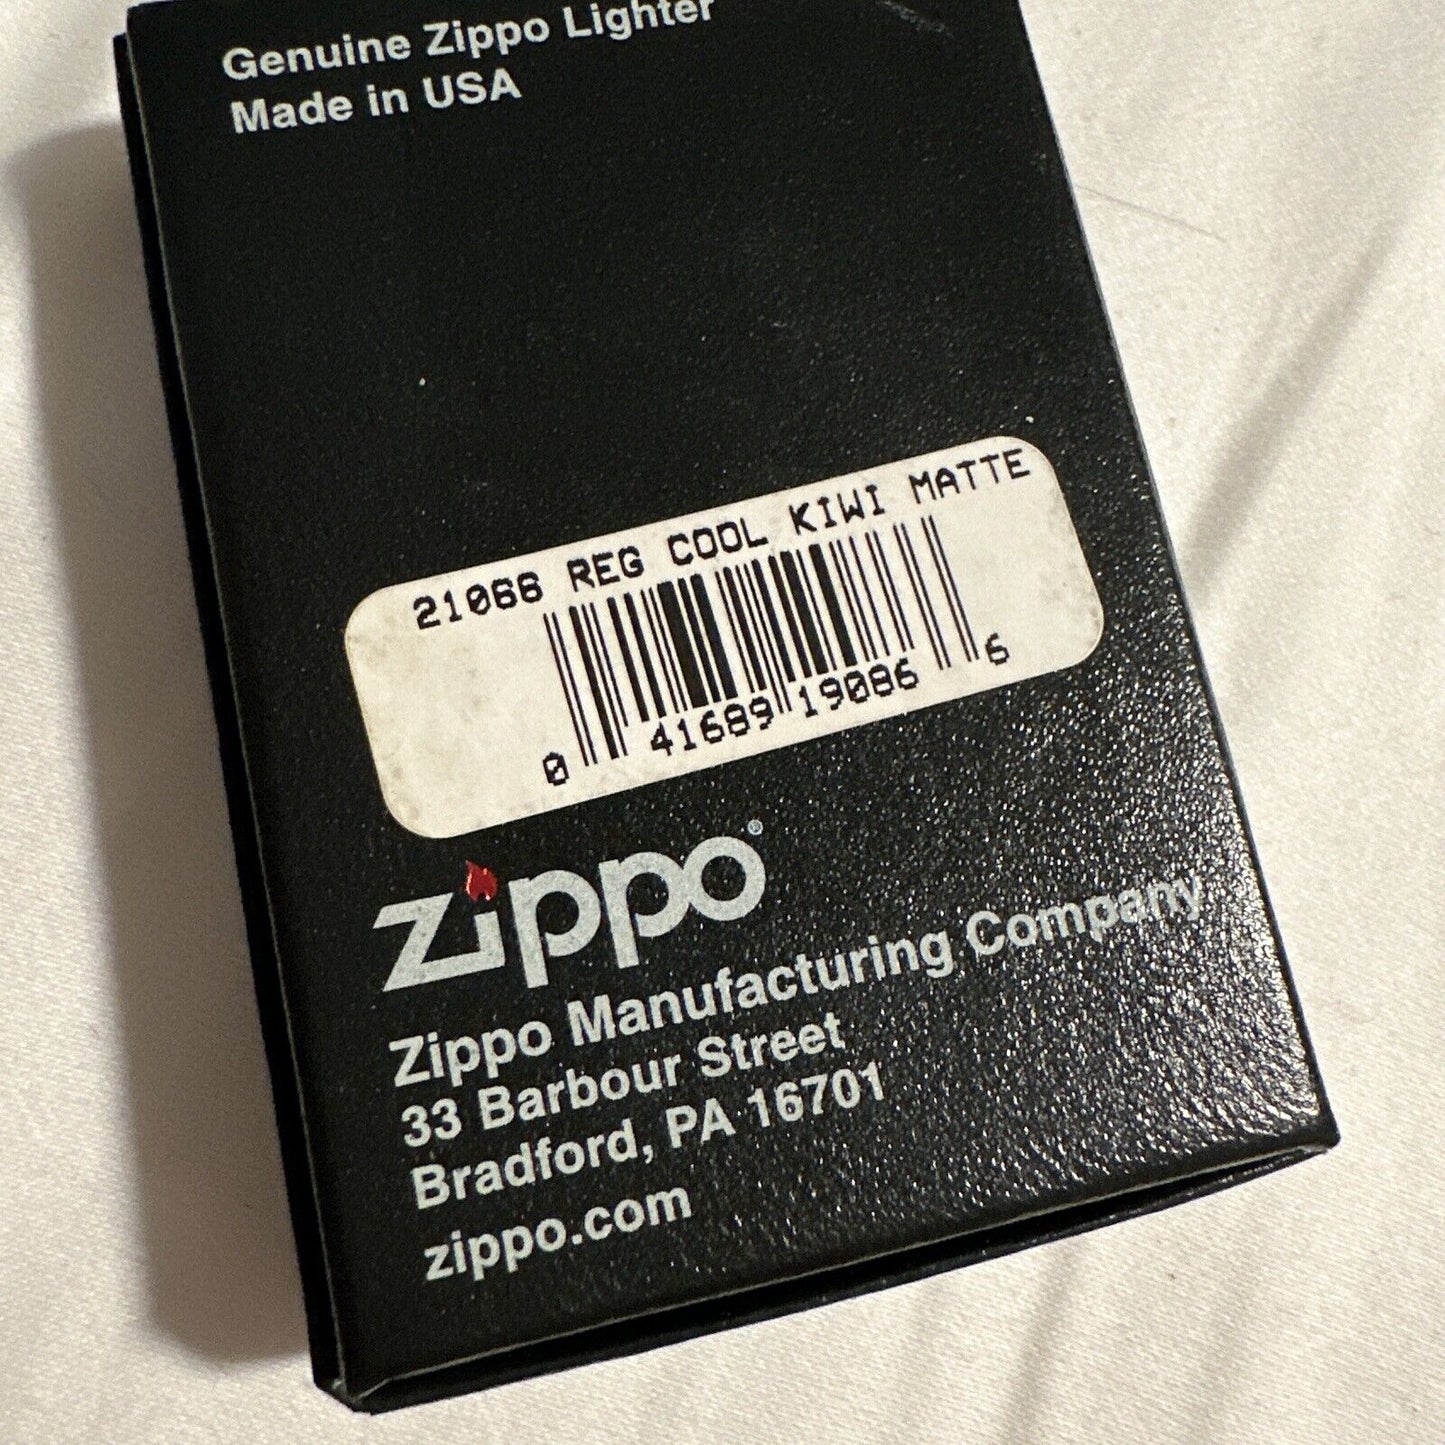 Genuine Zippo Lighter
Made in USA
21066 REG COOL KIWI MATTE
0 41689 19086 6
zippo®
Zippo Manufacturing Company
33 Barbour Street
Bradford, PA 16701
zippo.com